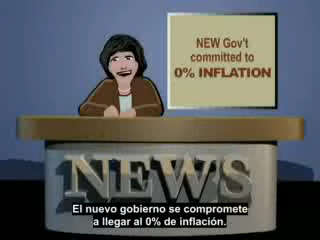 NEW Gov't
committed to
0% INFLATION
NEWS
El nuevo gobierno se compromete
a llegar al 0% de inflación.